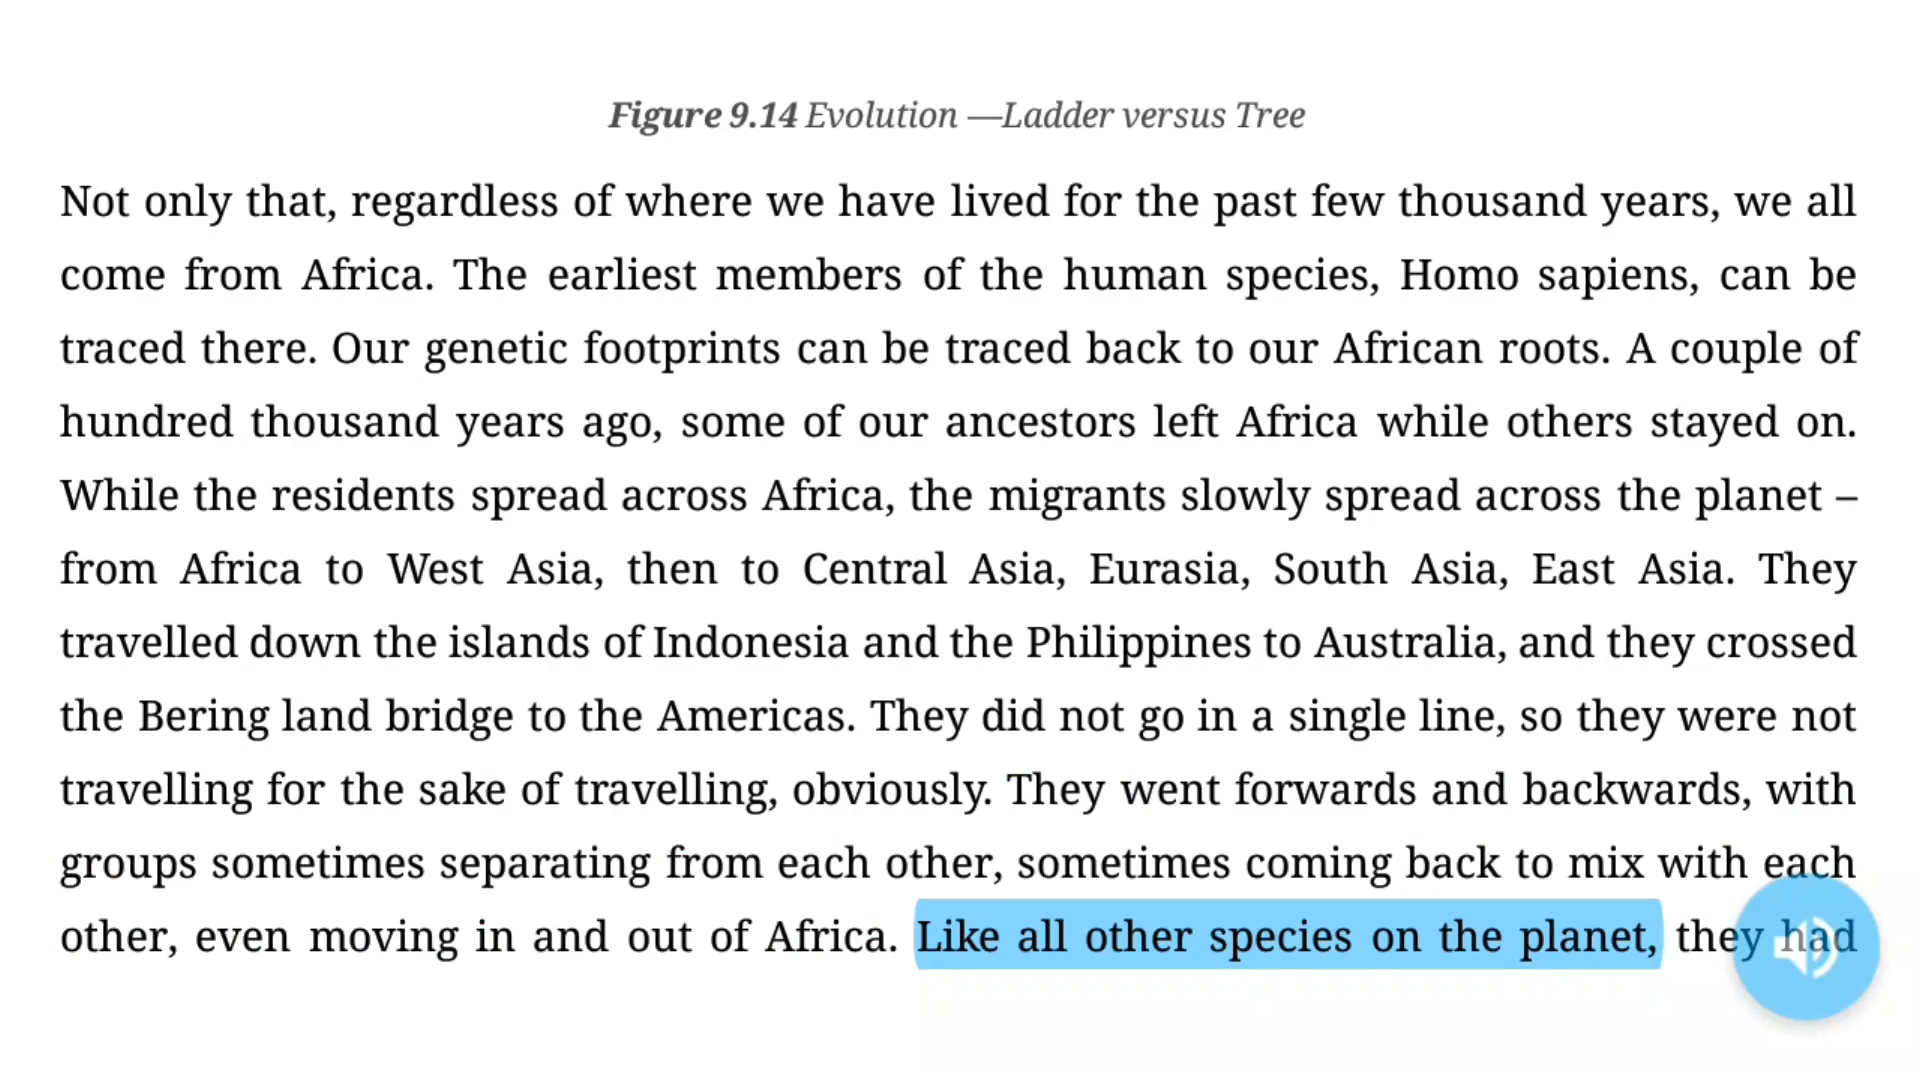 Figure 9.14 Evolution —Ladder versus Tree
Not only that, regardless of where we have lived for the past few thousand years, we all
come from Africa. The earliest members of the human species, Homo sapiens, can be
traced there. Our genetic footprints can be traced back to our African roots. A couple of
hundred thousand years ago, some of our ancestors left Africa while others stayed on.
While the residents spread across Africa, the migrants slowly spread across the planet –
from Africa to West Asia, then to Central Asia, Eurasia, South Asia, East Asia. They
travelled down the islands of Indonesia and the Philippines to Australia, and they crossed
the Bering land bridge to the Americas. They did not go in a single line, so they were not
travelling for the sake of travelling, obviously. They went forwards and backwards, with
groups sometimes separating from each other, sometimes coming back to mix with each
other, even moving in and out of Africa. Like all other species on the planet, they had